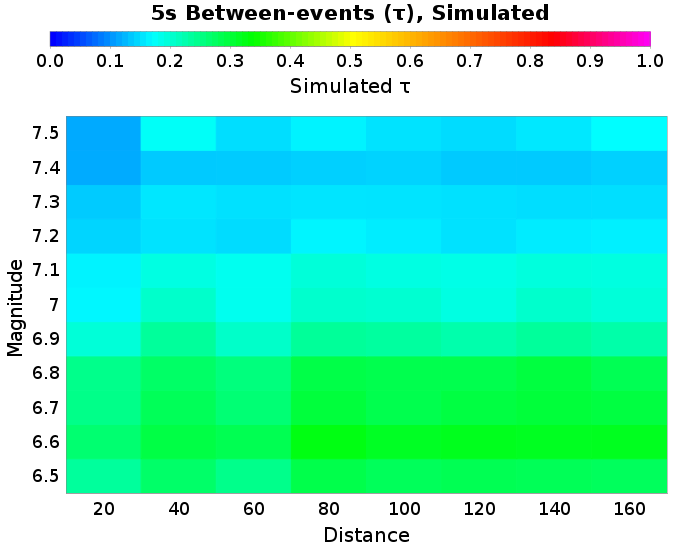 5s Between-events (τ), Simulated
0.0 0.1 0.2 0.3 0.4 0.5 0.6 0.7 0.8 0.9 1.0
Simulated τ
7.5
7.4
7.3
7.2
7.1
7
6.9
6.8
6.7
6.6
6.5
Magnitude
20 40 60 80 100 120 140 160
Distance